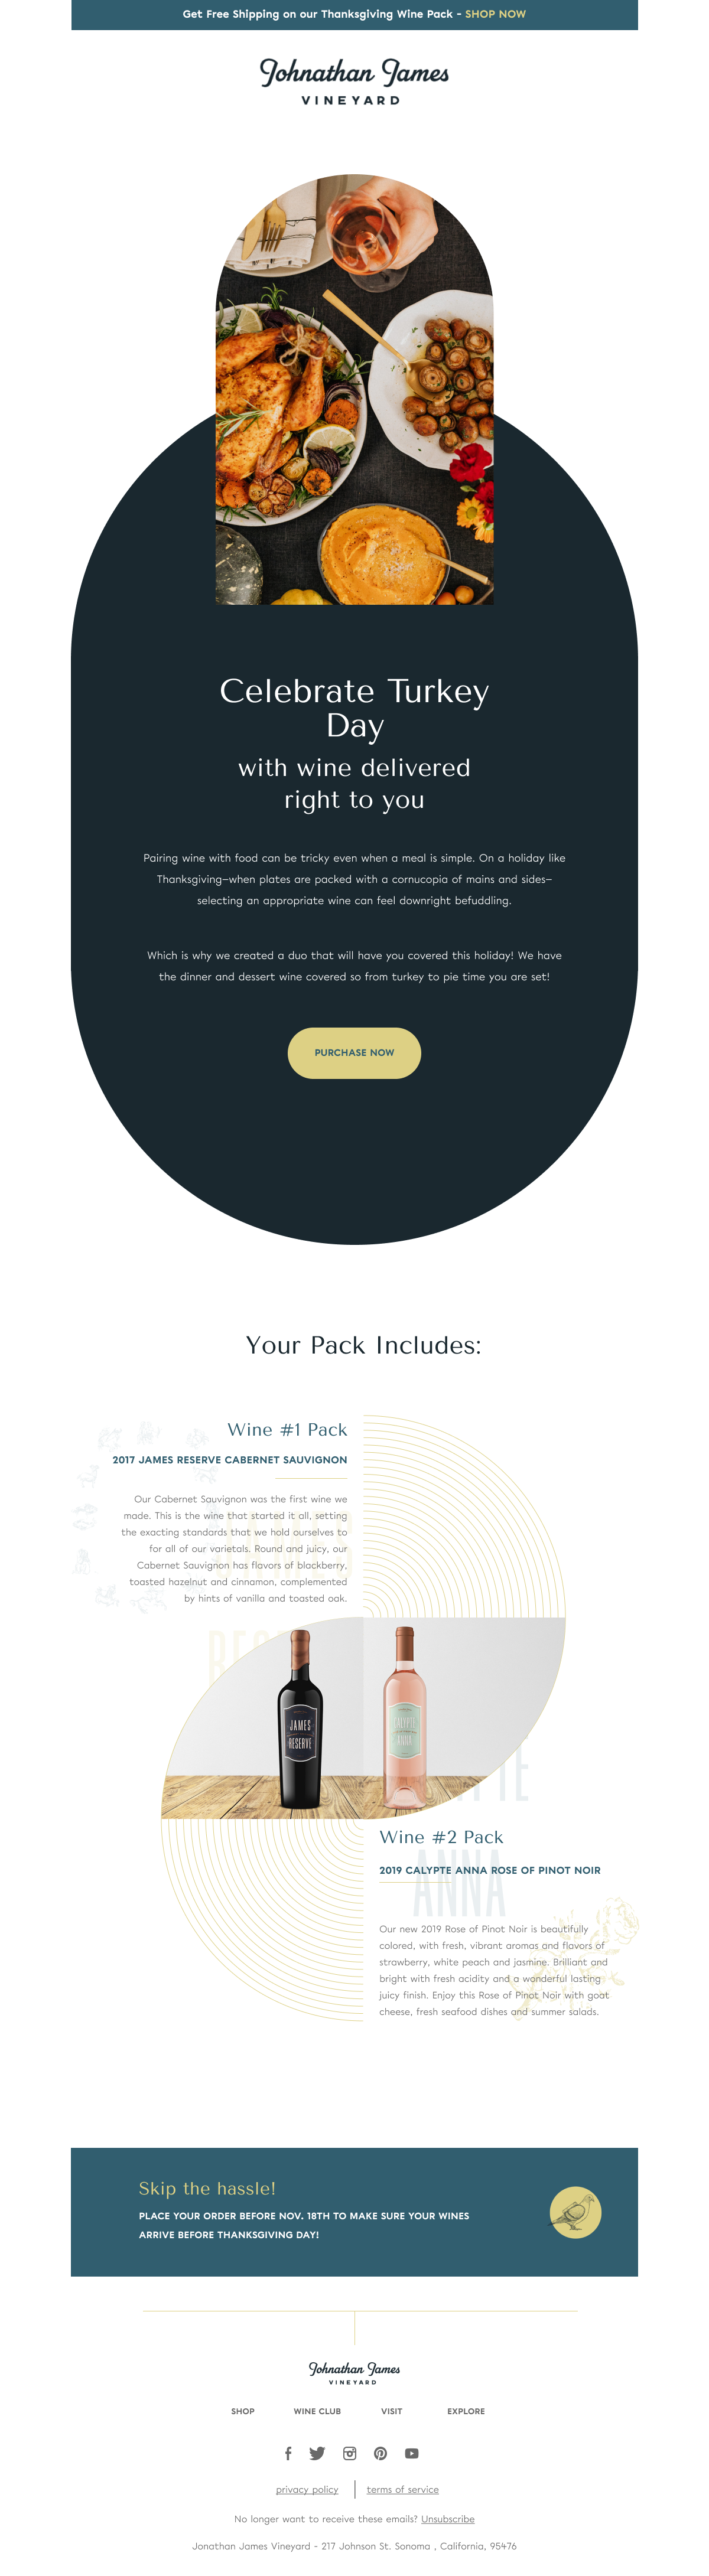 Get Free Shipping on our Thanksgiving Wine Pack - SHOP NOW
Johnathan James
VINEYARD
Celebrate Turkey
Day
with wine delivered
right to you
Pairing wine with food can be tricky even when a meal is simple. On a holiday like
Thanksgiving—when plates are packed with a cornucopia of mains and sides—
selecting an appropriate wine can feel downright befuddling.
Which is why we created a duo that will have you covered this holiday! We have
the dinner and dessert wine covered so from turkey to pie time you are set!
PURCHASE NOW
Your Pack Includes:
Wine #1 Pack
2017 JAMES RESERVE CABERNET SAUVIGNON
Our Cabernet Sauvignon was the first wine we
made. This is the wine that started it all, setting
the exacting standards that we hold ourselves to
for all of our varietals. Round and juicy, our
Cabernet Sauvignon has flavors of blackberry,
toasted hazelnut and cinnamon, complemented
by hints of vanilla and toasted oak.
JAMES
JAMES
RESERVE
CALYPTE
ANNA
Wine #2 Pack
2019 CALYPTE ANNA ROSE OF PINOT NOIR
ANNA
Our new 2019 Rose of Pinot Noir is beautifully
colored, with fresh, vibrant aromas and flavors of
strawberry, white peach and jasmine. Brilliant and
bright with fresh acidity and a wonderful lasting
juicy finish. Enjoy this Rose of Pinot Noir with goat
cheese, fresh seafood dishes and summer salads.
Skip the hassle!
PLACE YOUR ORDER BEFORE NOV. 18TH TO MAKE SURE YOUR WINES
ARRIVE BEFORE THANKSGIVING DAY!
Johnathan James
VINEYARD
SHOP WINE CLUB VISIT EXPLORE
privacy policy terms of service
No longer want to receive these emails? Unsubscribe
Jonathan James Vineyard - 217 Johnson St. Sonoma , California, 95476